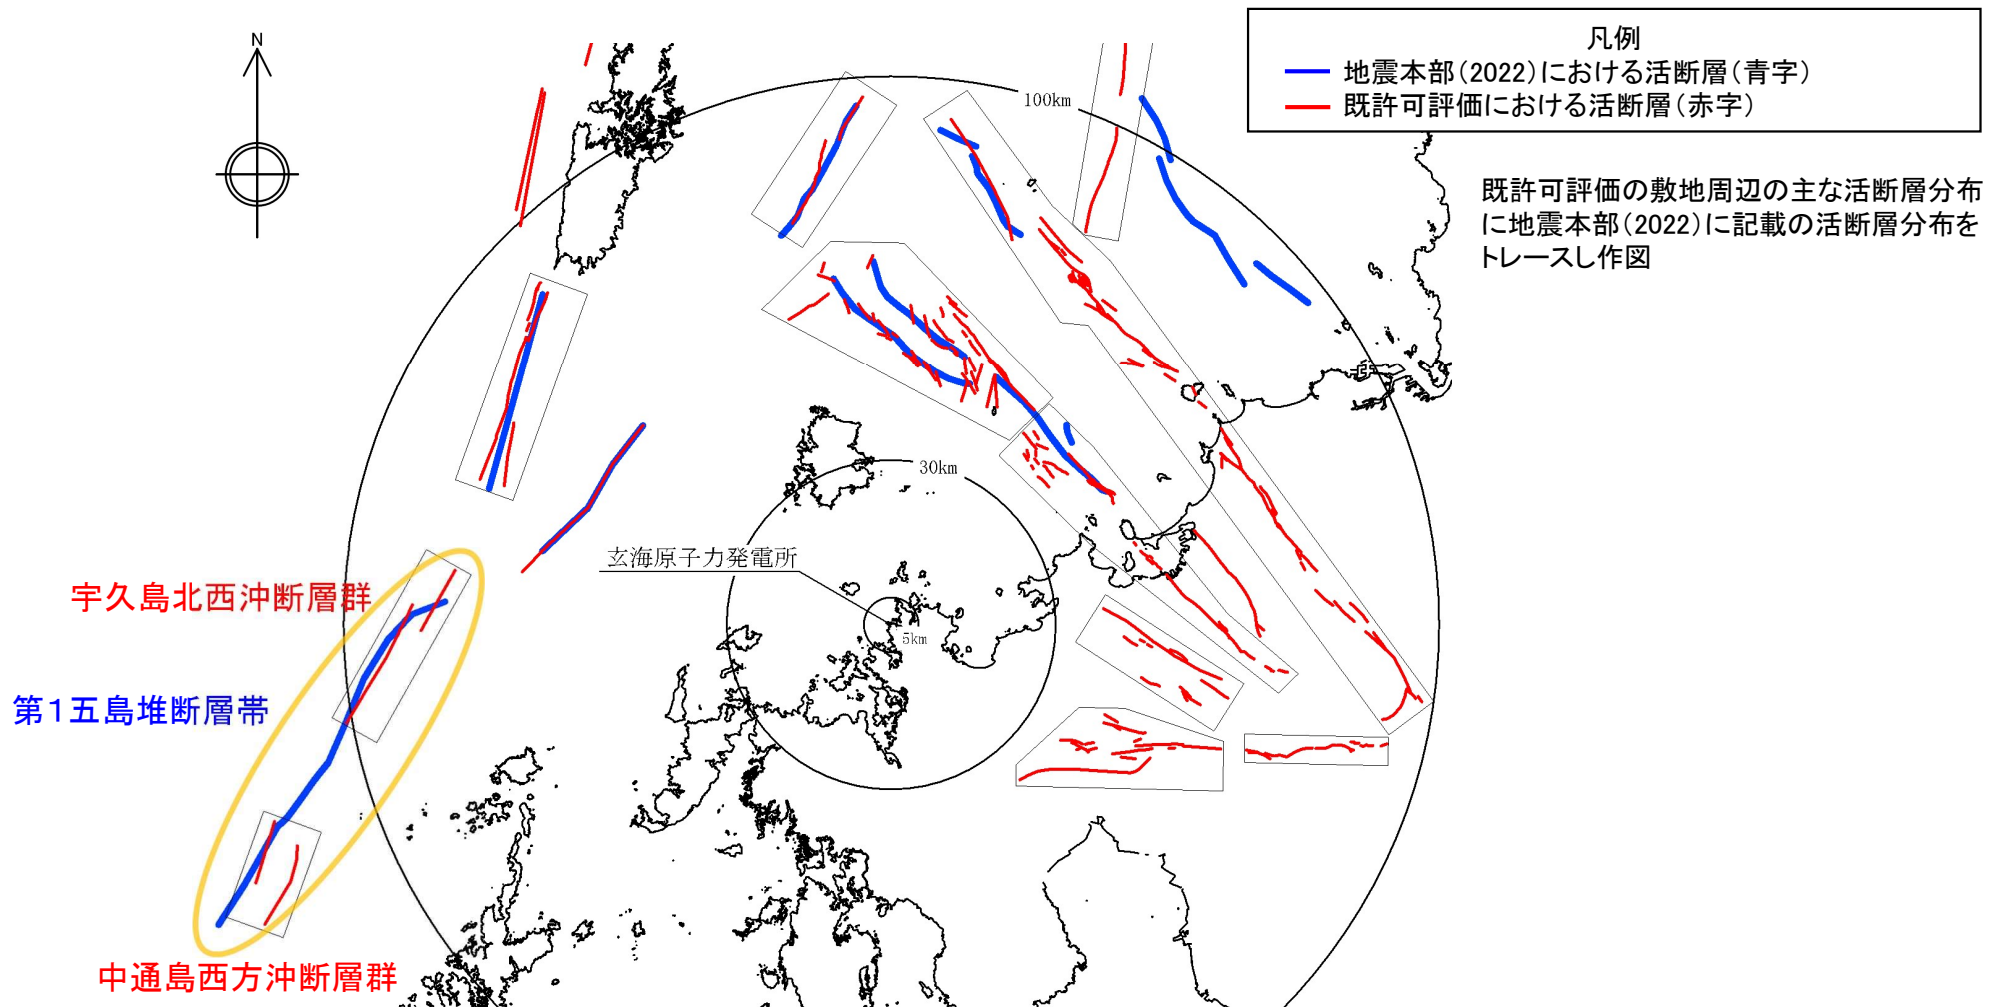 N
凡例
地震本部(2022)における活断層(青字)
既許可評価における活断層(赤字)
100km
既許可評価の敷地周辺の主な活断層分布
に地震本部(2022)に記載の活断層分布を
トレースし作図
30km
玄海原子力発電所
5km
宇久島北西沖断層群
第1五島堆断層帯
中通島西方沖断層群